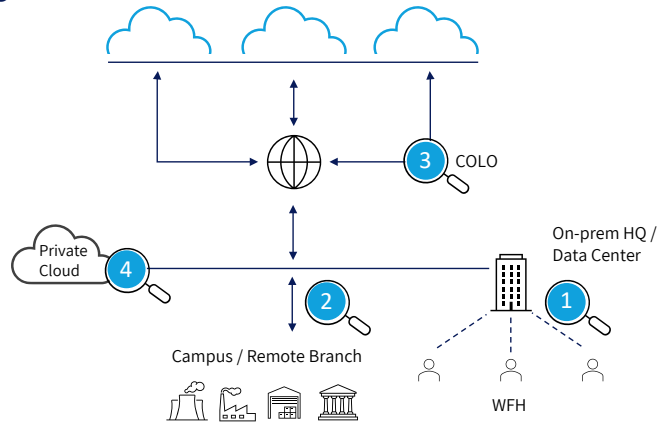 3
COLO
On-prem HQ /
Data Center
Private
Cloud
4
2
1
Campus / Remote Branch
WFH